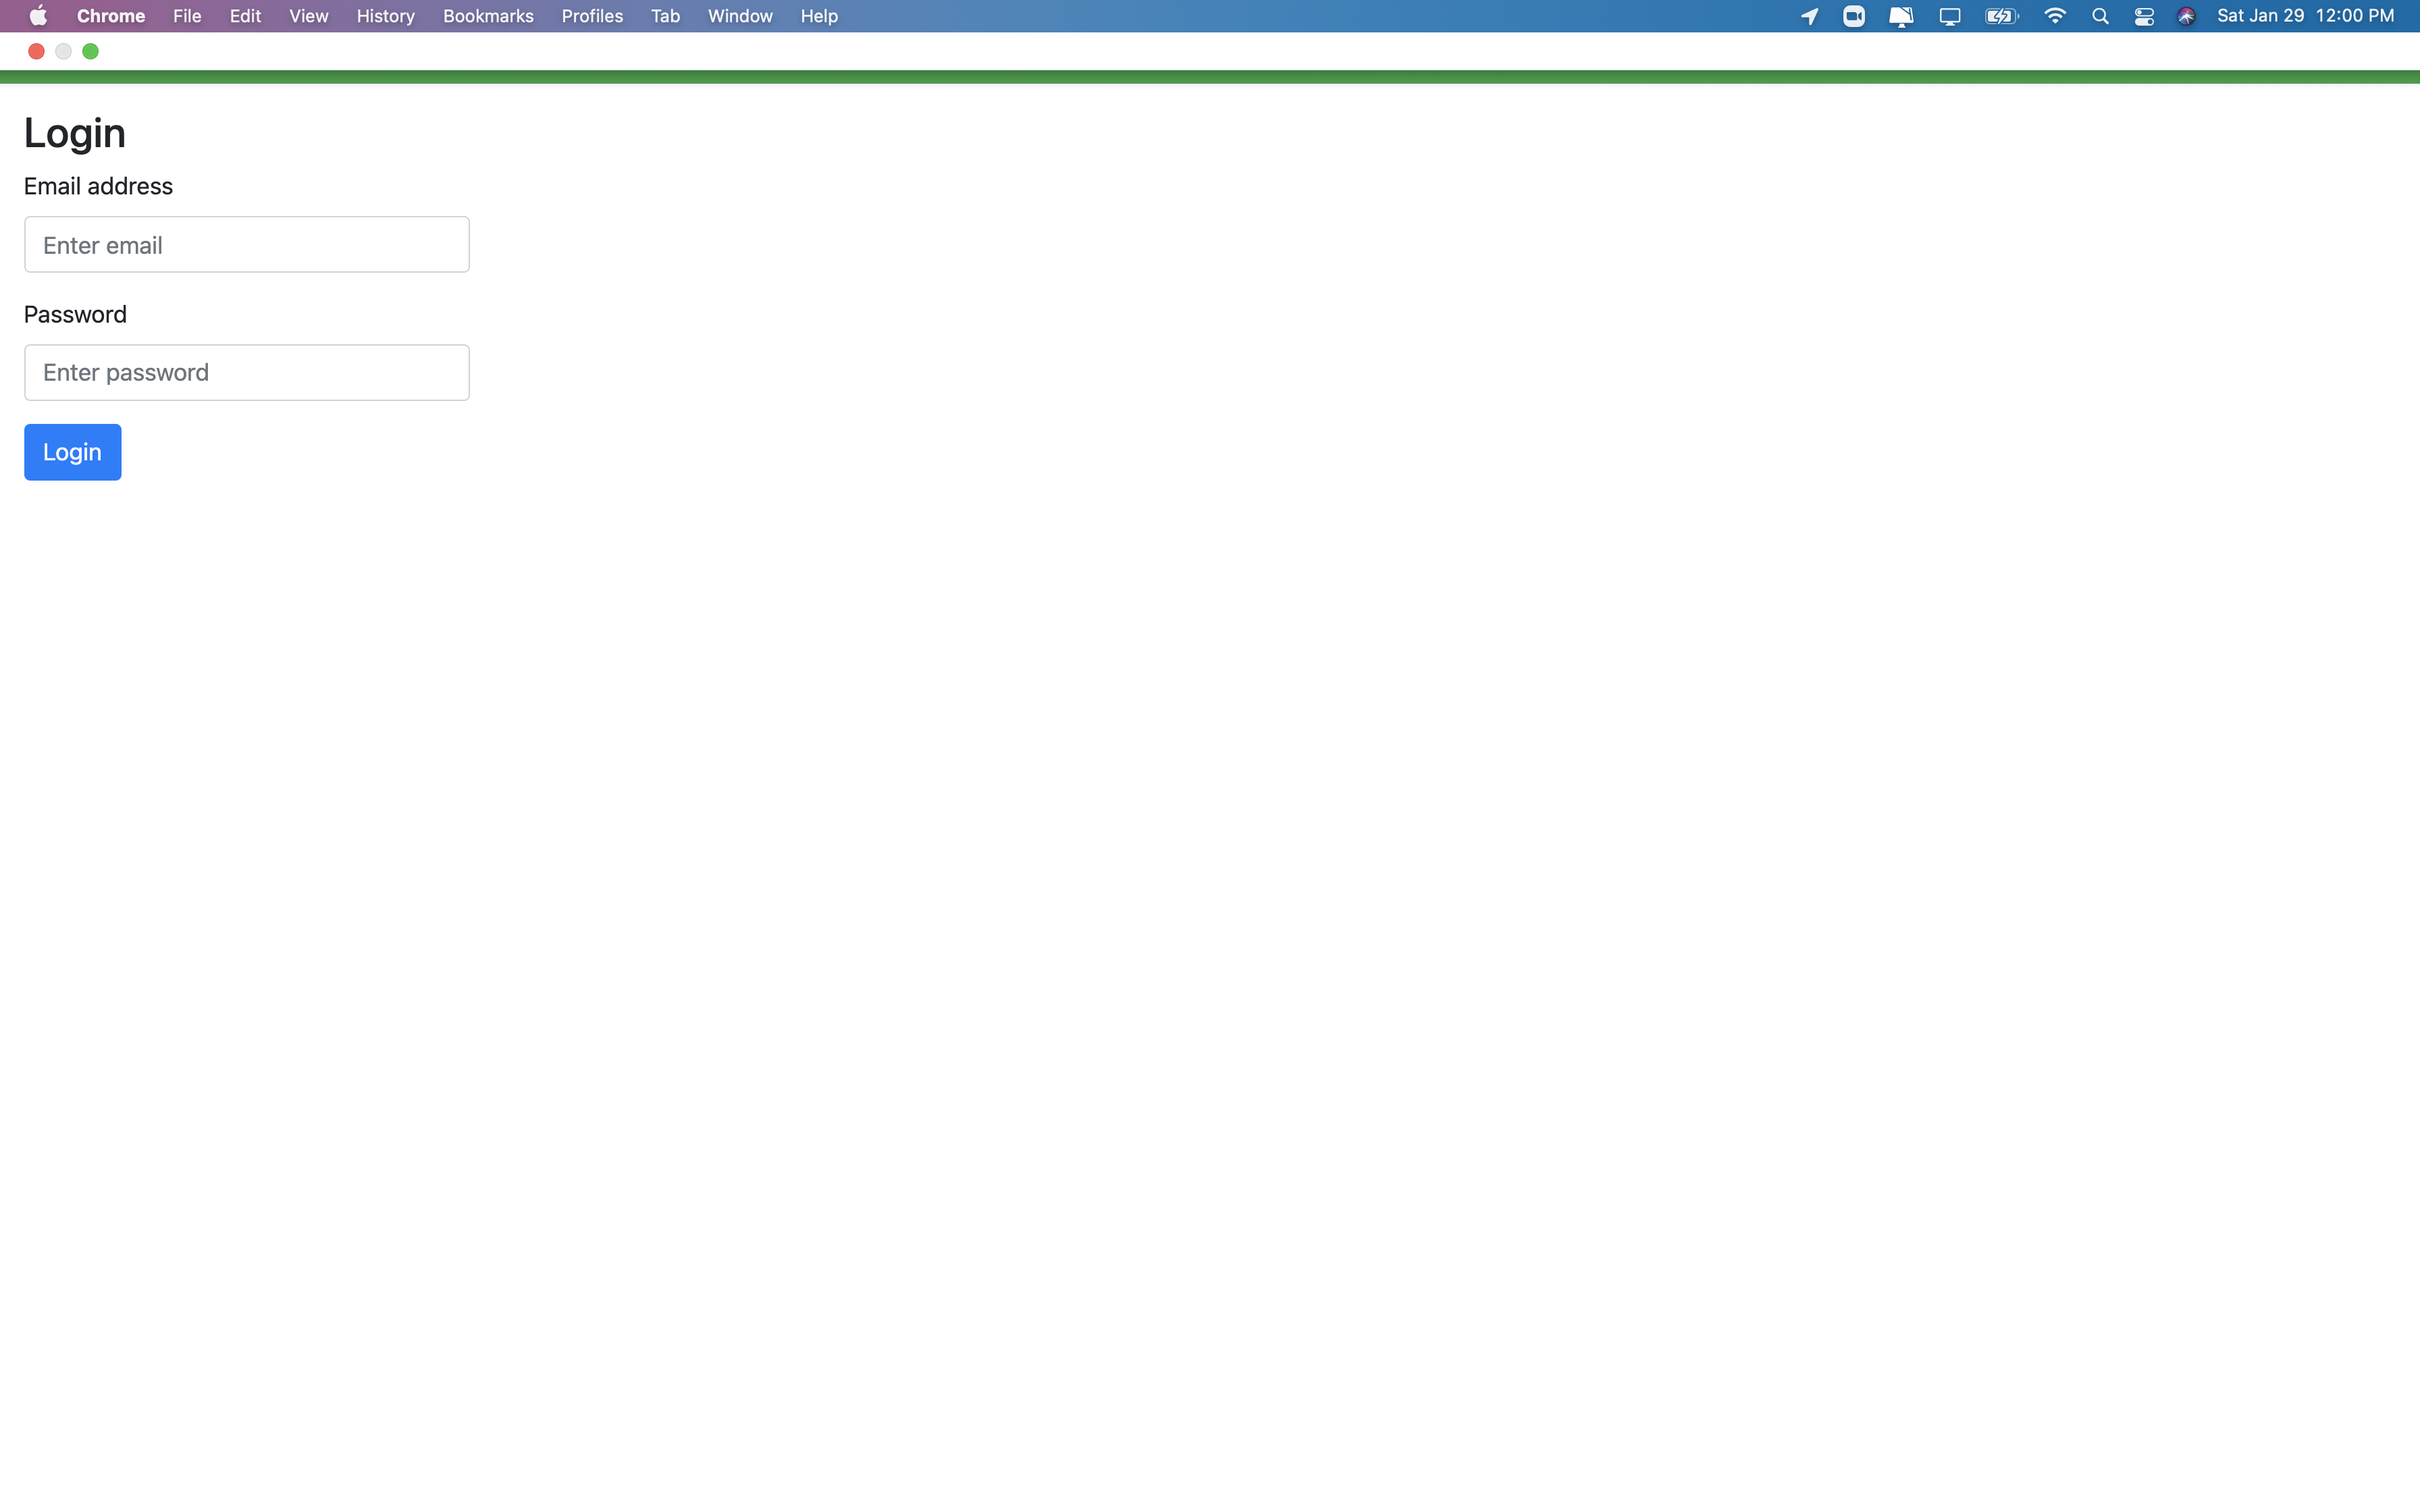 Chrome File Edit View History Bookmarks Profiles Tab Window Help Sat Jan 29 12:00 PM
Login
Email address
Enter email
Password
Enter password
Login